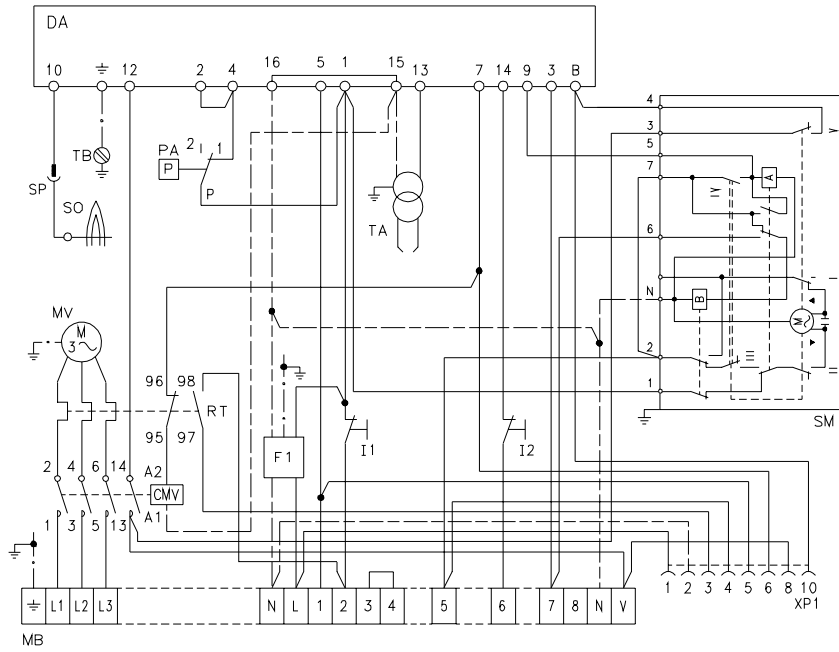 DA
10 12 2 4 16 5 1 15 13 7 14 9 3 B
4
3
5
7
6
N
2
1
V
IV
A
B
M
I
III
II
SM
TB
PA
P
2 1
P
SP
SO
TA
MV
M
3
96 98
RT
95 97
2 4 6 14 A2
CMV
1 3 5 13 A1
F1
I1
I2
L1 L2 L3 N L 1 2 3 4 5 6 7 8 N V
MB
1 2 3 4 5 6 8 10
XP1